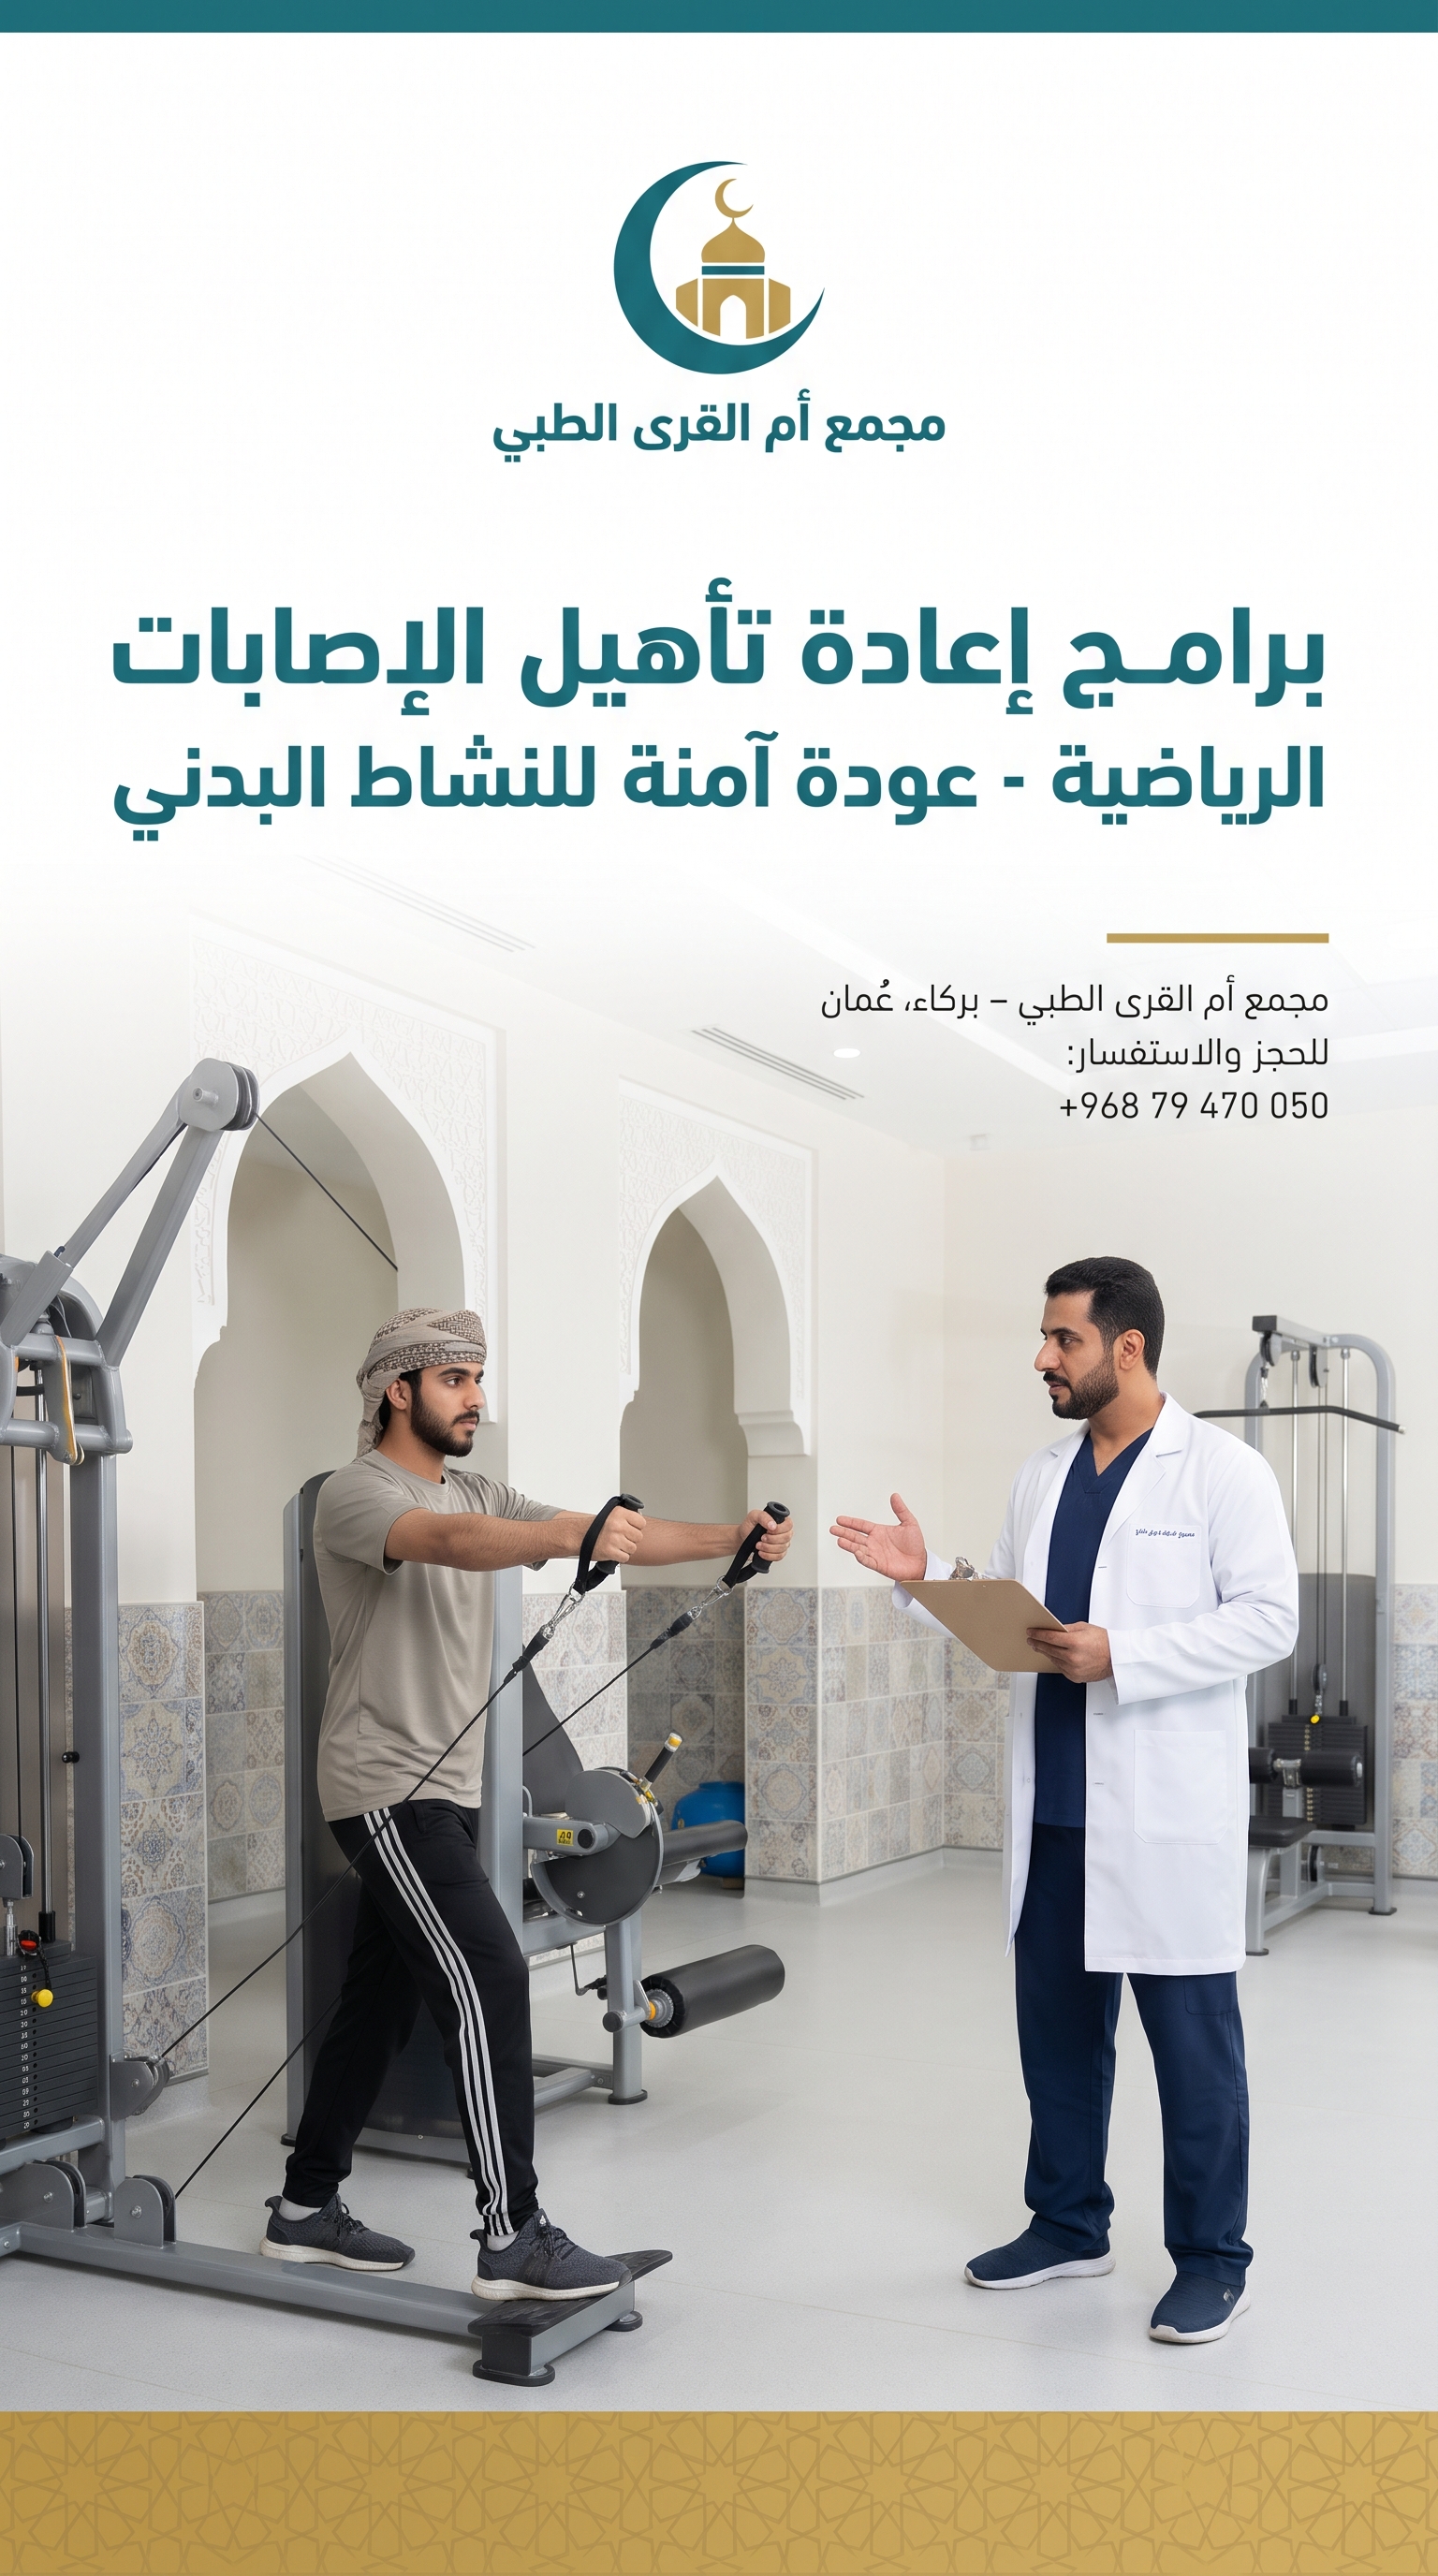 مجمع أم القرى الطبي
برامج إعادة تأهيل الإصابات
الرياضية - عودة آمنة للنشاط البدني
مجمع أم القرى الطبي – بركاء، عُمان
للحجز والاستفسار:
+968 79 470 050